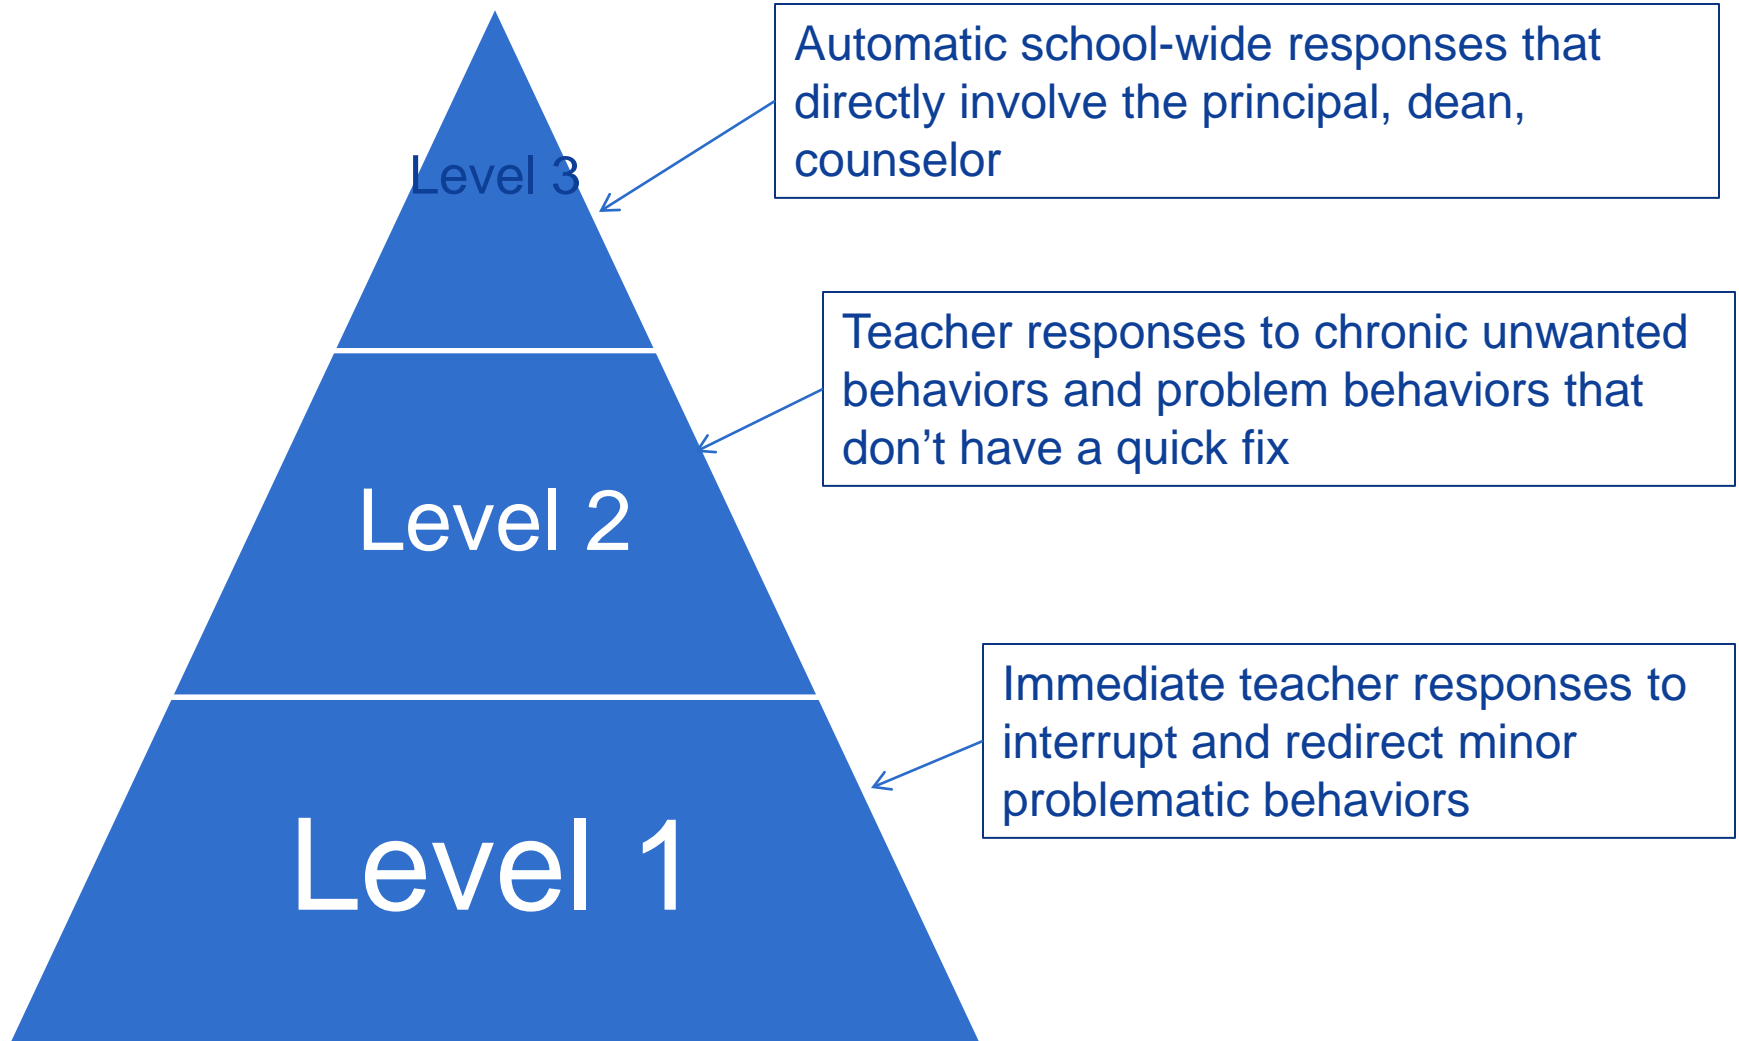 Automatic school-wide responses that
directly involve the principal, dean,
counselor
Level 3
Teacher responses to chronic unwanted
behaviors and problem behaviors that
don’t have a quick fix
Level 2
Immediate teacher responses to
interrupt and redirect minor
problematic behaviors
Level 1